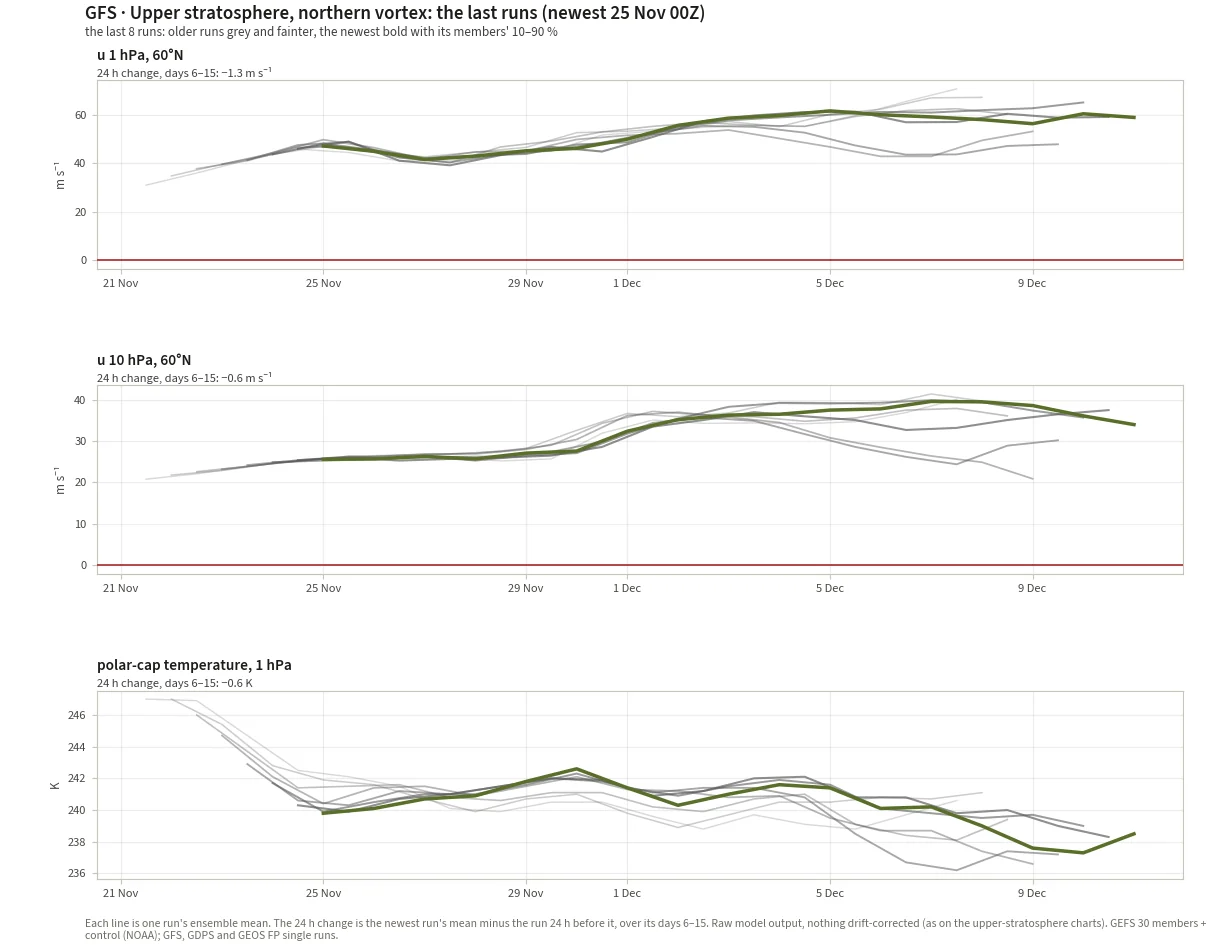 GFS · Upper stratosphere, northern vortex: the last runs (newest 25 Nov 00Z)
the last 8 runs: older runs grey and fainter, the newest bold with its members' 10–90 %
u 1 hPa, 60°N
24 h change, days 6–15: −1.3 m s⁻¹
60
40
20
0
m s⁻¹
21 Nov 25 Nov 29 Nov 1 Dec 5 Dec 9 Dec
u 10 hPa, 60°N
24 h change, days 6–15: −0.6 m s⁻¹
40
30
20
10
0
m s⁻¹
21 Nov 25 Nov 29 Nov 1 Dec 5 Dec 9 Dec
polar-cap temperature, 1 hPa
24 h change, days 6–15: −0.6 K
246
244
242
240
238
236
K
21 Nov 25 Nov 29 Nov 1 Dec 5 Dec 9 Dec
Each line is one run's ensemble mean. The 24 h change is the newest run's mean minus the run 24 h before it, over its days 6–15. Raw model output, nothing drift-corrected (as on the upper-stratosphere charts). GEFS 30 members +
control (NOAA); GFS, GDPS and GEOS FP single runs.